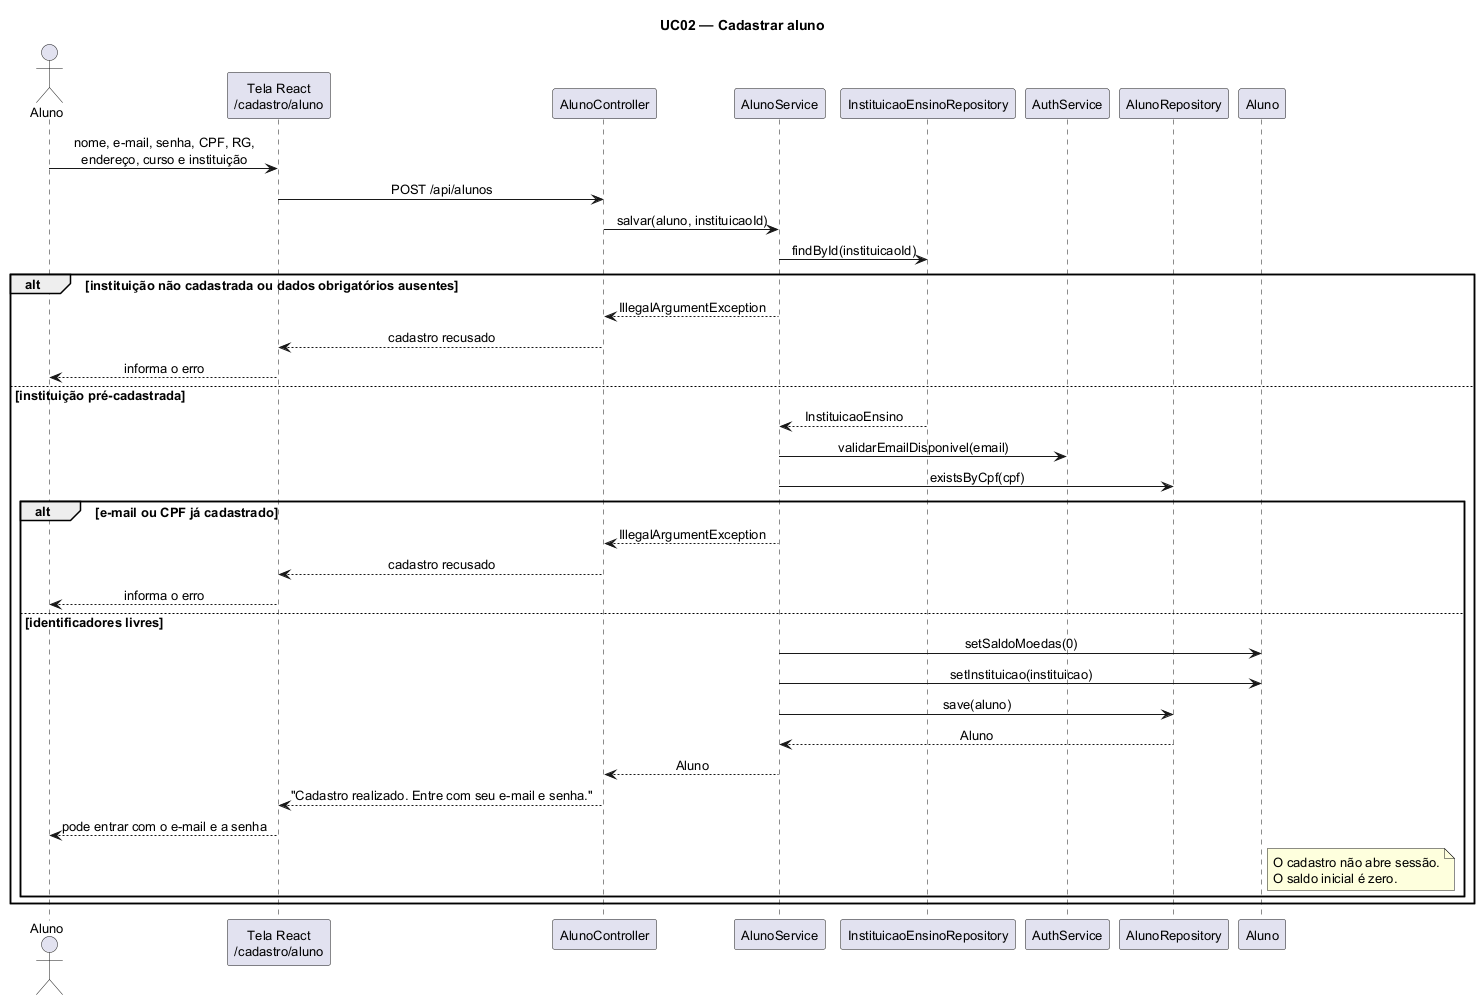 UC02 — Cadastrar aluno
Aluno
Tela React
/cadastro/aluno
AlunoController
AlunoService
InstituicaoEnsinoRepository
AuthService
AlunoRepository
Aluno
nome, e-mail, senha, CPF, RG,
endereço, curso e instituição
POST /api/alunos
salvar(aluno, instituicaoId)
findById(instituicaoId)
alt
[instituição não cadastrada ou dados obrigatórios ausentes]
IllegalArgumentException
cadastro recusado
informa o erro
[instituição pré-cadastrada]
InstituicaoEnsino
validarEmailDisponivel(email)
existsByCpf(cpf)
alt
[e-mail ou CPF já cadastrado]
IllegalArgumentException
cadastro recusado
informa o erro
[identificadores livres]
setSaldoMoedas(0)
setInstituicao(instituicao)
save(aluno)
Aluno
Aluno
"Cadastro realizado. Entre com seu e-mail e senha."
pode entrar com o e-mail e a senha
O cadastro não abre sessão.
O saldo inicial é zero.
Aluno
Tela React
/cadastro/aluno
AlunoController
AlunoService
InstituicaoEnsinoRepository
AuthService
AlunoRepository
Aluno